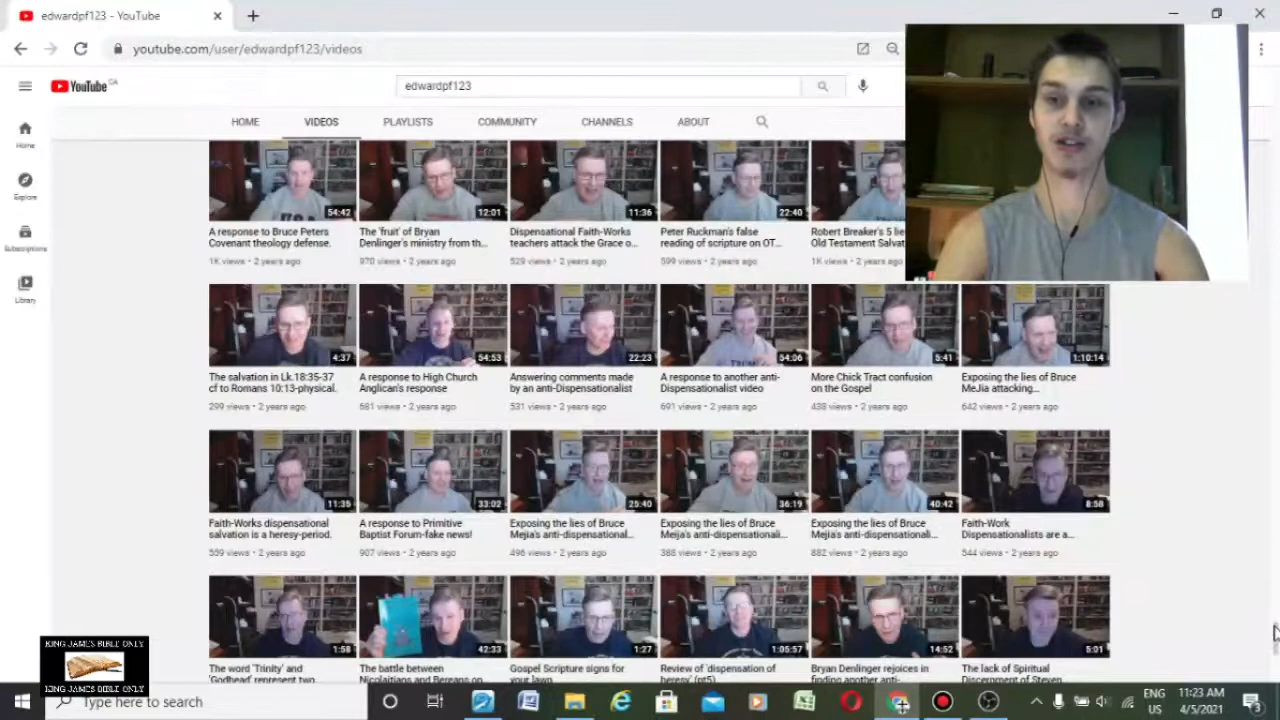 edwardpf123 - YouTube
youtube.com/user/edwardpf123/videos
YouTube CA
edwardpf123
HOME VIDEOS PLAYLISTS COMMUNITY CHANNELS ABOUT
Home
Explore
Subscriptions
Library
54:42 12:01 11:36 22:40
A response to Bruce Peters
Covenant theology defense.
1K views • 2 years ago
The 'fruit' of Bryan
Denlinger's ministry from th...
970 views • 2 years ago
Dispensational Faith-Works
teachers attack the Grace o...
529 views • 2 years ago
Peter Ruckman's false
reading of scripture on OT...
599 views • 2 years ago
Robert Breaker's 5 lie
Old Testament Salvat
1K views • 2 years ago
4:37 54:53 22:23 54:06 5:41 1:10:14
The salvation in Lk.18:35-37
cf to Romans 10:13-physical.
299 views • 2 years ago
A response to High Church
Anglican's response
681 views • 2 years ago
Answering comments made
by an anti-Dispensationalist
531 views • 2 years ago
A response to another anti-
Dispensationalist video
691 views • 2 years ago
More Chick Tract confusion
on the Gospel
438 views • 2 years ago
Exposing the lies of Bruce
MeJia attacking...
642 views • 2 years ago
11:35 33:02 25:40 36:19 40:42 8:58
Faith-Works dispensational
salvation is a heresy-period.
559 views • 2 years ago
A response to Primitive
Baptist Forum-fake news!
907 views • 2 years ago
Exposing the lies of Bruce
Mejia's anti-dispensational...
496 views • 2 years ago
Exposing the lies of Bruce
Meija's anti-dispensationali...
388 views • 2 years ago
Exposing the lies of Bruce
Mejia's anti-dispensationali...
882 views • 2 years ago
Faith-Work
Dispensationalists are a...
544 views • 2 years ago
1:58 42:33 1:27 1:05:57 14:52 5:01
The word 'Trinity' and
'Godhead' represent two
The battle between
Nicolaitians and Bereans on
Gospel Scripture signs for
your lawn
Review of 'dispensation of
heresy' (pt5)
Bryan Denlinger rejoices in
finding another anti-
The lack of Spiritual
Discernment of Steven
KING JAMES BIBLE ONLY
KING JAMES BIBLE ONLY
Type here to search
ENG
US
11:23 AM
4/5/2021
3